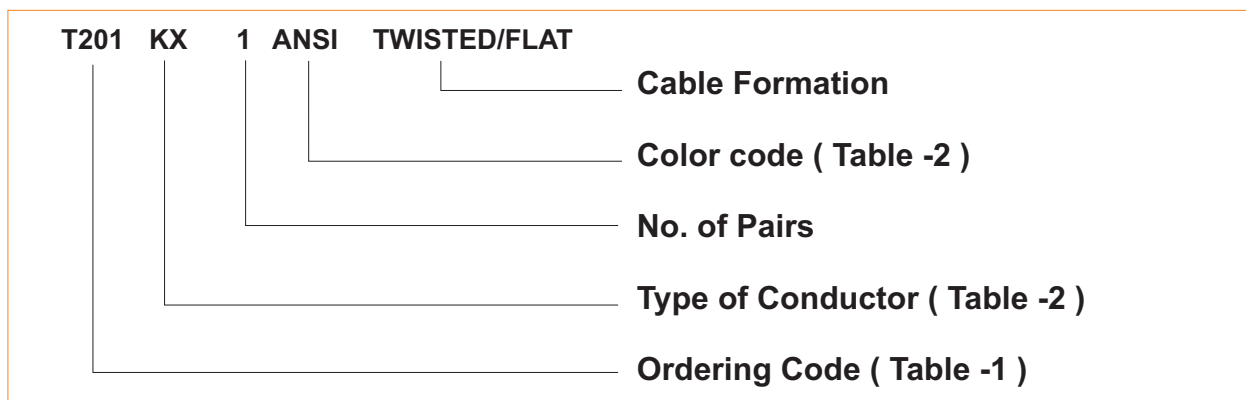 T201 KX 1 ANSI TWISTED/FLAT
Cable Formation
Color code ( Table -2 )
No. of Pairs
Type of Conductor ( Table -2 )
Ordering Code ( Table -1 )